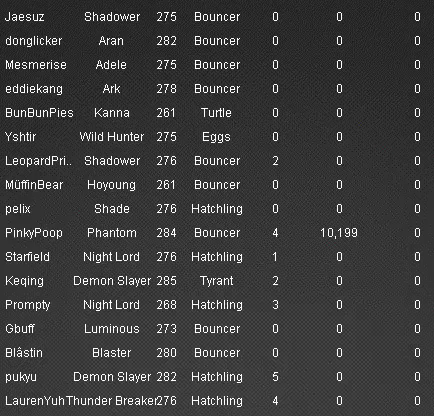 Jaesuz Shadower 275 Bouncer 0 0 0
donglicker Aran 282 Bouncer 0 0 0
Mesmerise Adele 275 Bouncer 0 0 0
eddiekang Ark 278 Bouncer 0 0 0
BunBunPies Kanna 261 Turtle 0 0 0
Yshtir Wild Hunter 275 Eggs 0 0 0
LeopardPri.. Shadower 276 Bouncer 2 0 0
MüffinBear Hoyoung 261 Bouncer 0 0 0
pelix Shade 276 Hatchling 0 0 0
PinkyPoop Phantom 284 Bouncer 4 10,199 0
Starfield Night Lord 276 Hatchling 1 0 0
Keqing Demon Slayer 285 Tyrant 2 0 0
Prompty Night Lord 268 Hatchling 3 0 0
Gbuff Luminous 273 Bouncer 0 0 0
Blâstin Blaster 280 Bouncer 0 0 0
pukyu Demon Slayer 282 Hatchling 5 0 0
LaurenYuh Thunder Breaker 276 Hatchling 4 0 0